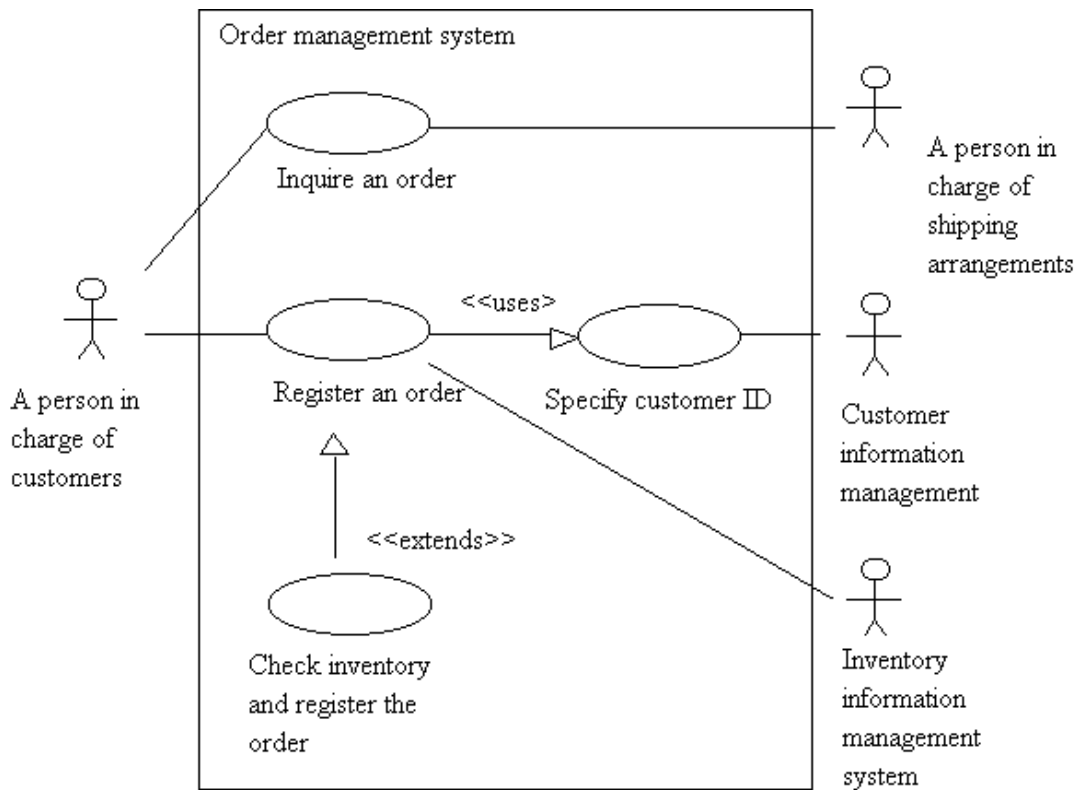 Order management system
Inquire an order
A person in
charge of
shipping
arrangements
<<uses>
Register an order
Specify customer ID
A person in
charge of
customers
Customer
information
management
<<extends>>
Check inventory
and register the
order
Inventory
information
management
system